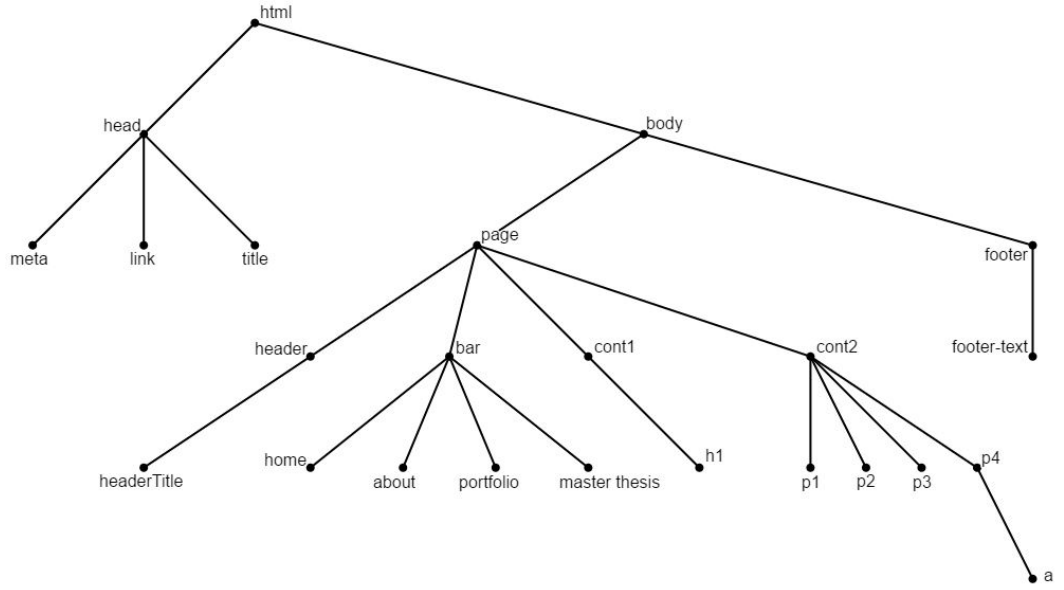 html
head
body
meta
link
title
page
footer
header
bar
cont1
cont2
footer-text
headerTitle
home
about
portfolio
master thesis
h1
p1
p2
p3
p4
a